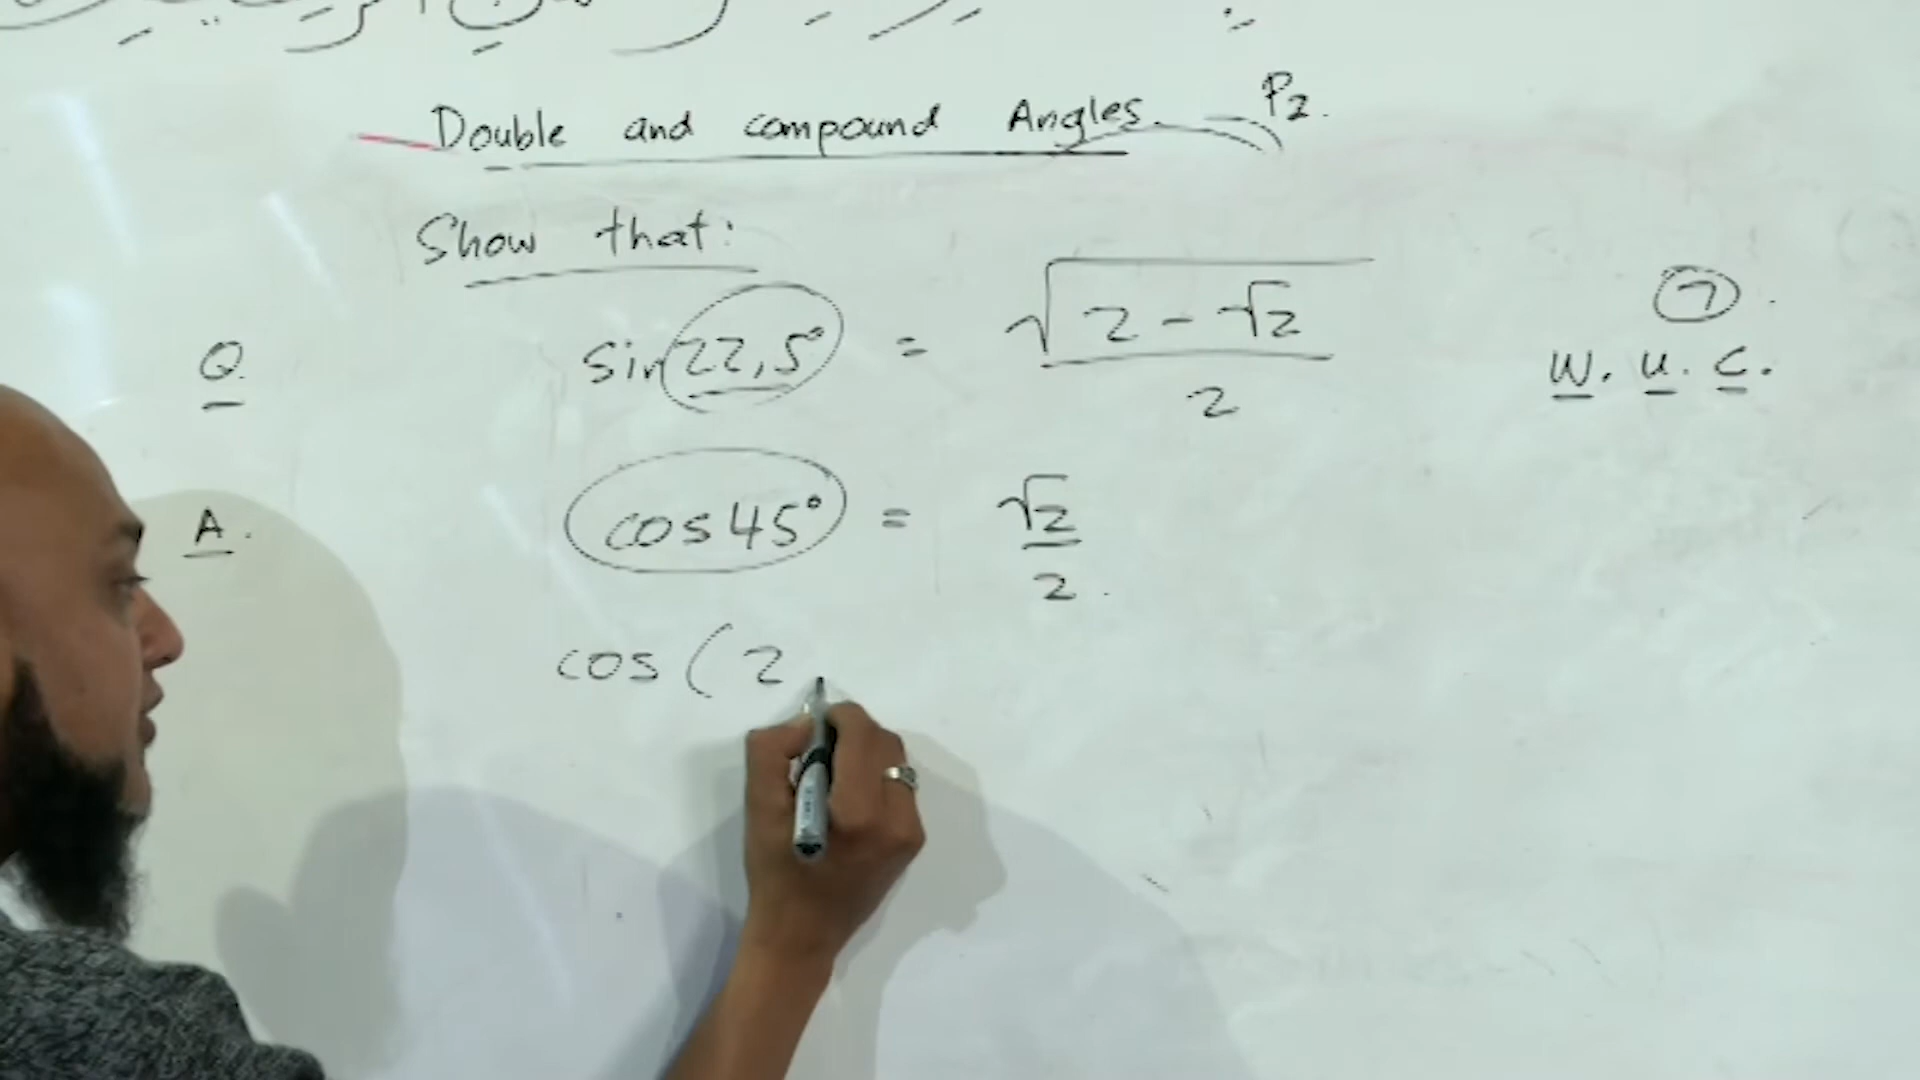 Double and compound Angles. P2.
Show that:
Q sin 22,5° = √(2 - √2) / 2 ⑦.
W. U. C.
A. cos 45° = √2 / 2.
cos ( 2